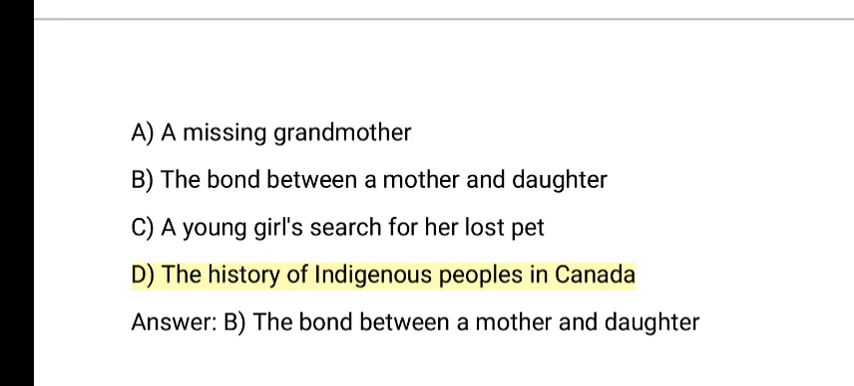 A) A missing grandmother
B) The bond between a mother and daughter
C) A young girl's search for her lost pet
D) The history of Indigenous peoples in Canada
Answer: B) The bond between a mother and daughter